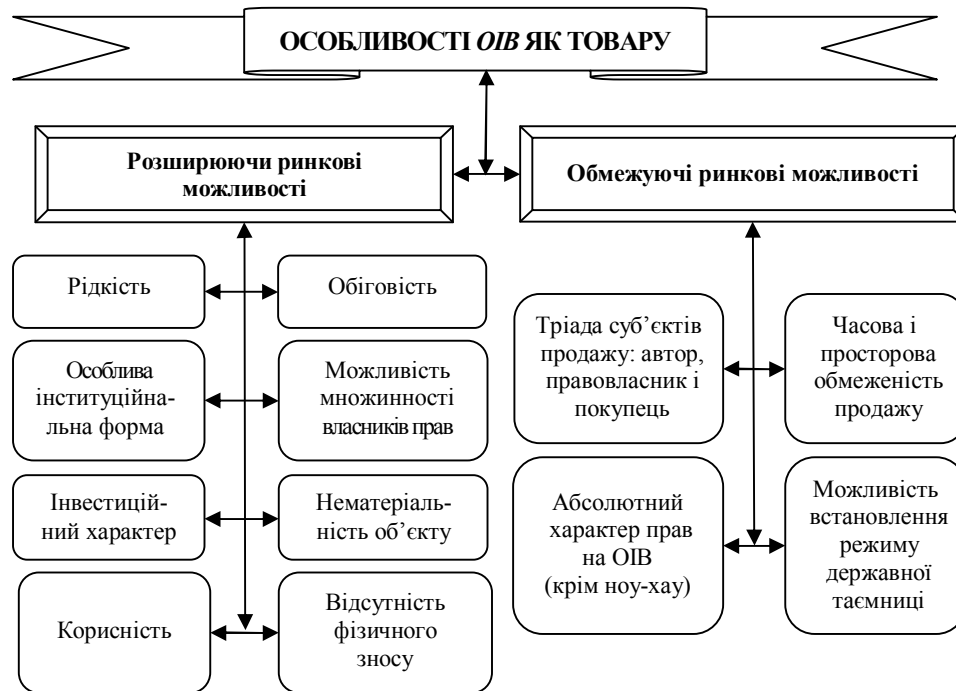 ОСОБЛИВОСТІ ОІВ ЯК ТОВАРУ
Розширюючи ринкові
можливості
Обмежуючі ринкові можливості
Рідкість
Обіговість
Особлива
інституційна-
льна форма
Можливість
множинності
власників прав
Інвестицій-
ний характер
Нематеріаль-
ність об’єкту
Корисність
Відсутність
фізичного
зносу
Тріада суб’єктів
продажу: автор,
правовласник і
покупець
Часова і
просторова
обмеженість
продажу
Абсолютний
характер прав
на ОІВ
(крім ноу-хау)
Можливість
встановлення
режиму
державної
таємниці